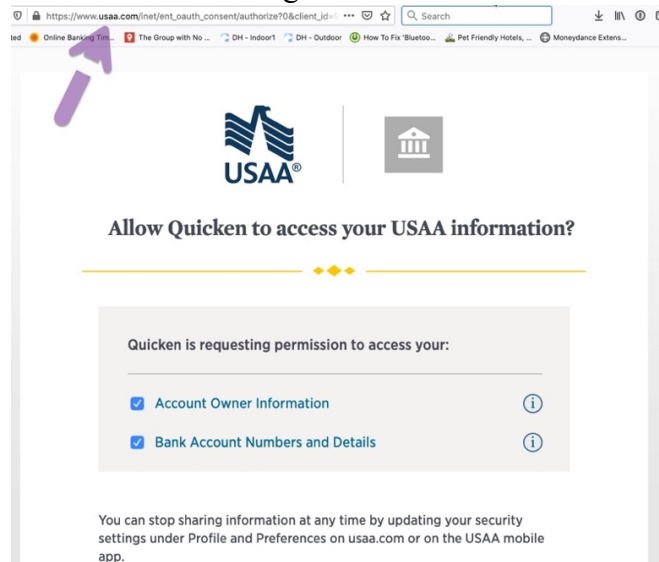 https://www.usaa.com/inet/ent_oauth_consent/authorize?0&client_id=
Search
ted
Online Banking Tim...
The Group with No ...
DH - Indoor1
DH - Outdoor
How To Fix 'Bluetoo...
Pet Friendly Hotels, ...
Moneydance Extens...
USAA®
Allow Quicken to access your USAA information?
Quicken is requesting permission to access your:
Account Owner Information
Bank Account Numbers and Details
You can stop sharing information at any time by updating your security
settings under Profile and Preferences on usaa.com or on the USAA mobile
app.